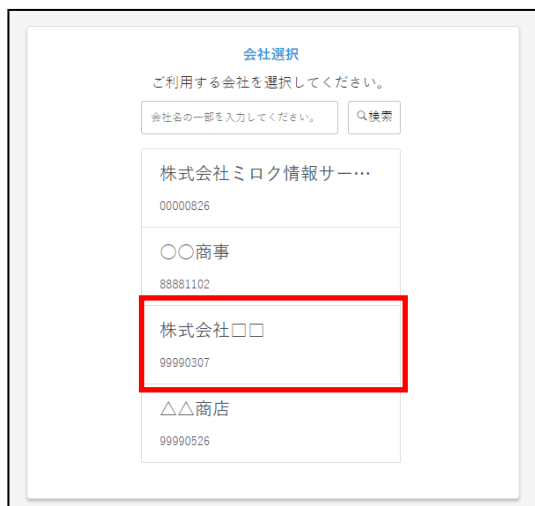 会社選択
ご利用する会社を選択してください。
会社名の一部を入力してください。 検索
株式会社ミロク情報サー…
00000826
○○商事
88881102
株式会社□□
99990307
△△商店
99990526